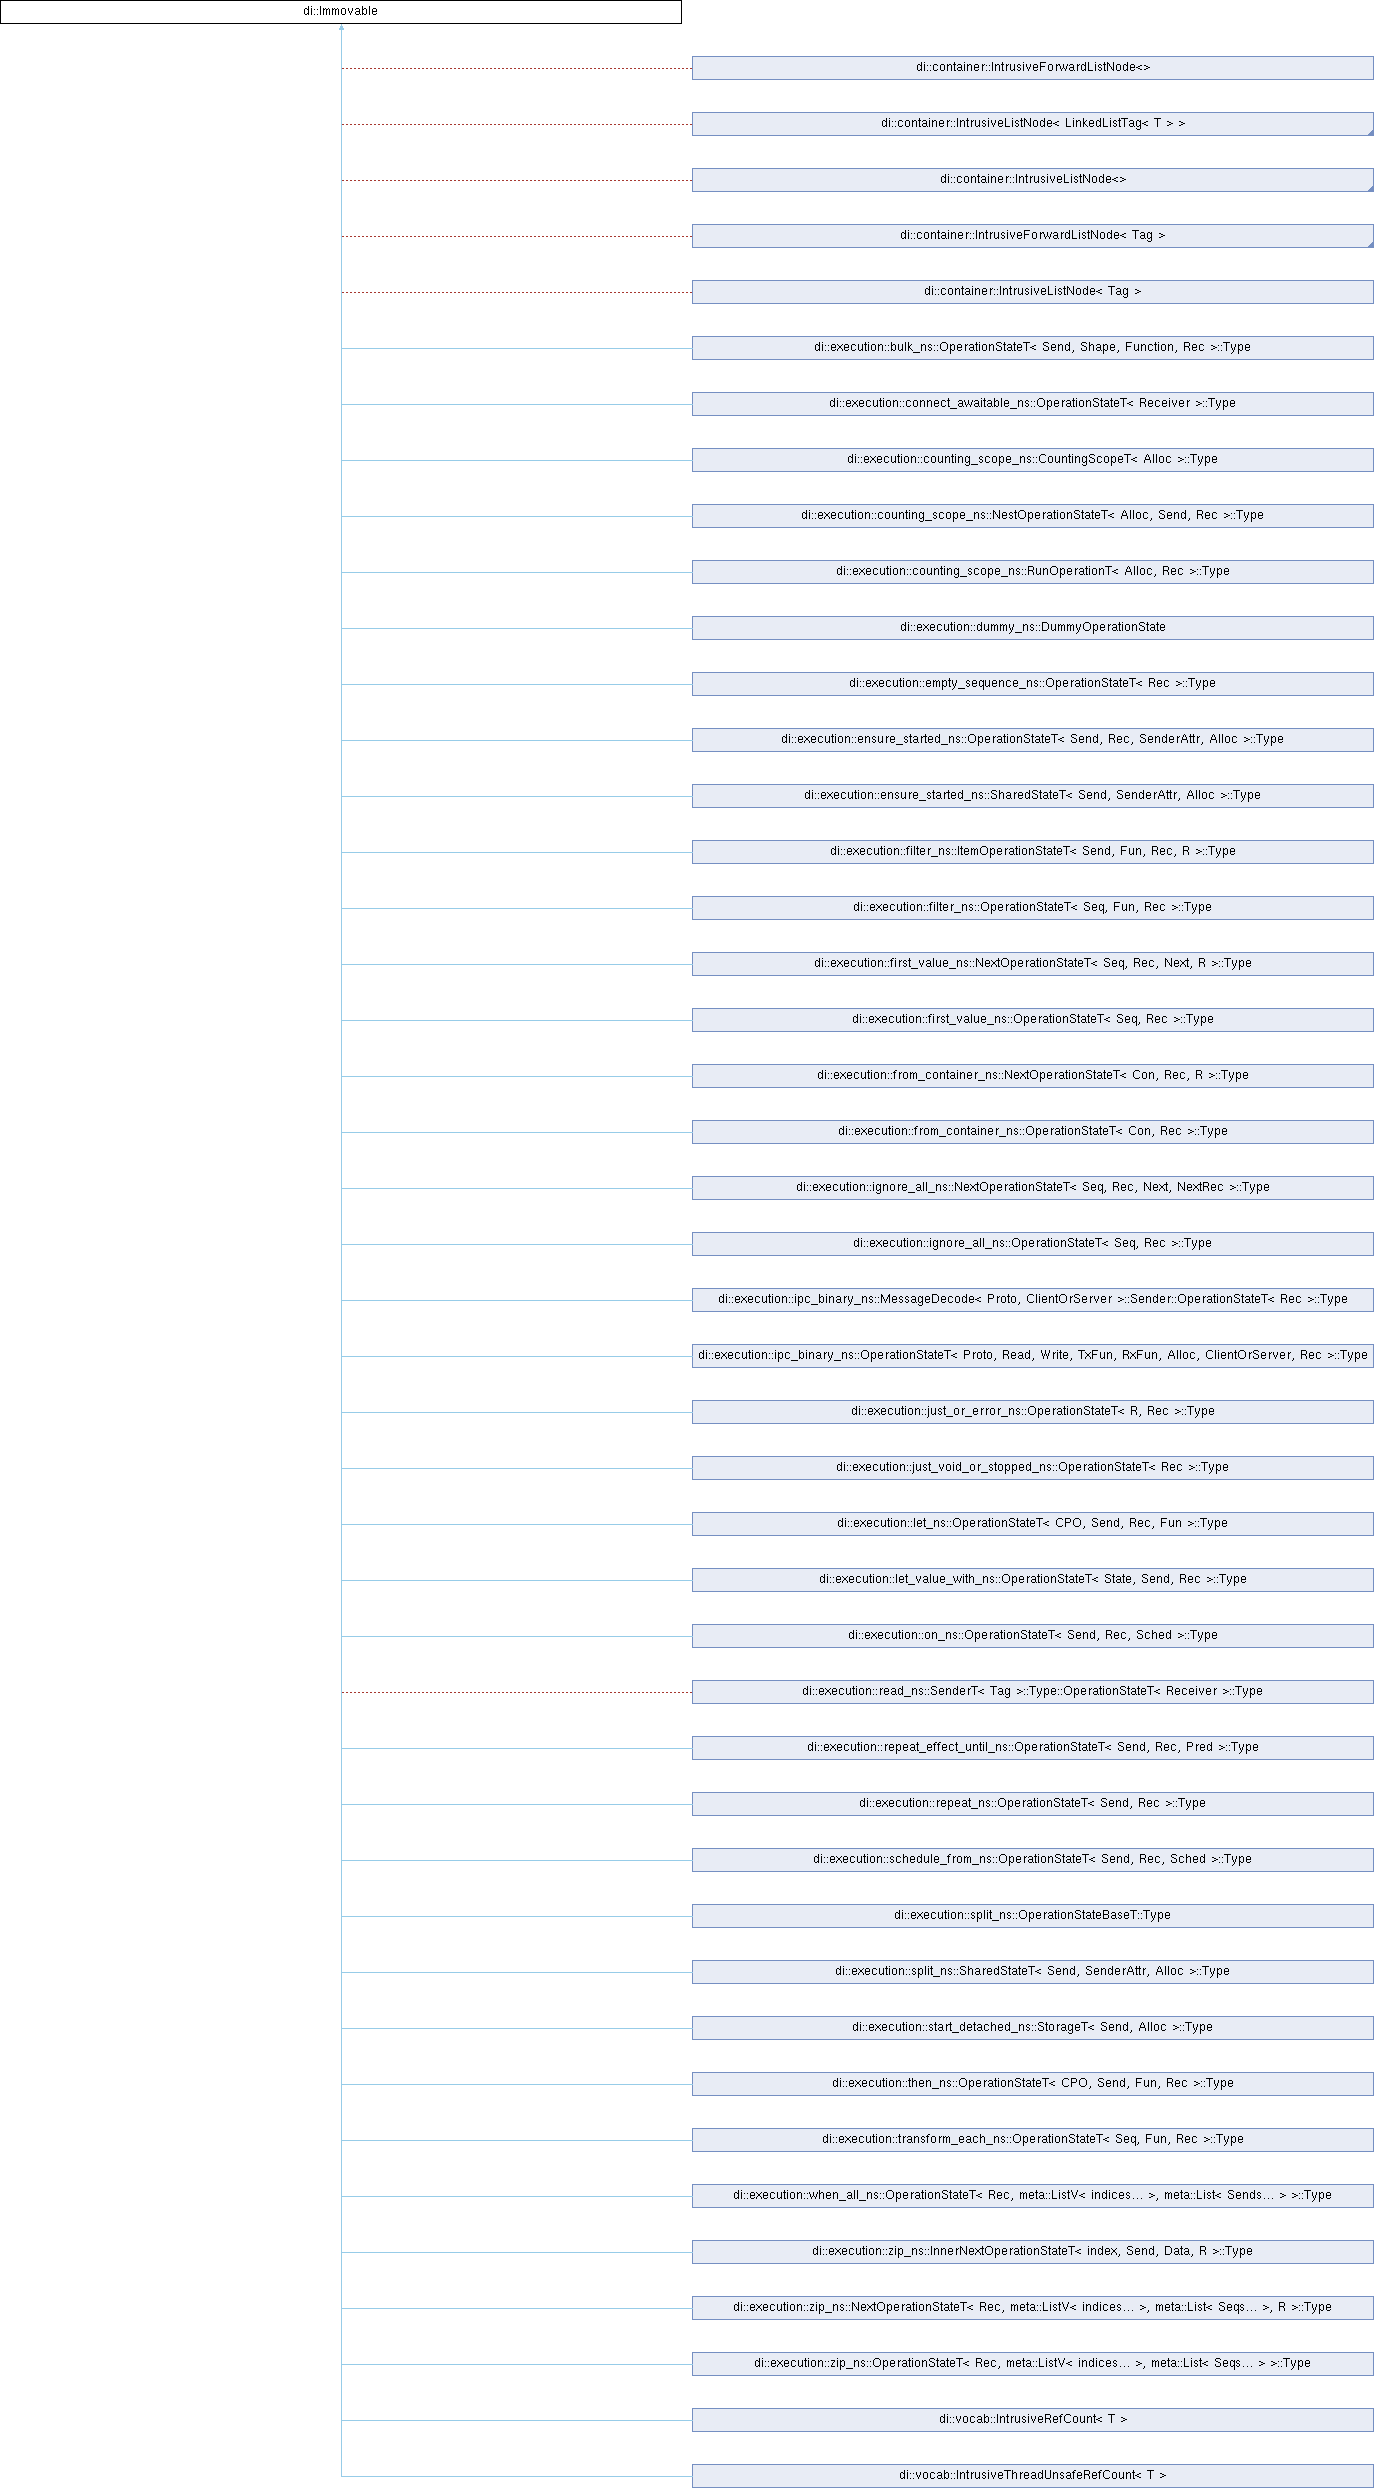 di::Immovable
di::container::IntrusiveForwardListNode<>
di::container::IntrusiveListNode< LinkedListTag< T > >
di::container::IntrusiveListNode<>
di::container::IntrusiveForwardListNode< Tag >
di::container::IntrusiveListNode< Tag >
di::execution::bulk_ns::OperationStateT< Send, Shape, Function, Rec >::Type
di::execution::connect_awaitable_ns::OperationStateT< Receiver >::Type
di::execution::counting_scope_ns::CountingScopeT< Alloc >::Type
di::execution::counting_scope_ns::NestOperationStateT< Alloc, Send, Rec >::Type
di::execution::counting_scope_ns::RunOperationT< Alloc, Rec >::Type
di::execution::dummy_ns::DummyOperationState
di::execution::empty_sequence_ns::OperationStateT< Rec >::Type
di::execution::ensure_started_ns::OperationStateT< Send, Rec, SenderAttr, Alloc >::Type
di::execution::ensure_started_ns::SharedStateT< Send, SenderAttr, Alloc >::Type
di::execution::filter_ns::ItemOperationStateT< Send, Fun, Rec, R >::Type
di::execution::filter_ns::OperationStateT< Seq, Fun, Rec >::Type
di::execution::first_value_ns::NextOperationStateT< Seq, Rec, Next, R >::Type
di::execution::first_value_ns::OperationStateT< Seq, Rec >::Type
di::execution::from_container_ns::NextOperationStateT< Con, Rec, R >::Type
di::execution::from_container_ns::OperationStateT< Con, Rec >::Type
di::execution::ignore_all_ns::NextOperationStateT< Seq, Rec, Next, NextRec >::Type
di::execution::ignore_all_ns::OperationStateT< Seq, Rec >::Type
di::execution::ipc_binary_ns::MessageDecode< Proto, ClientOrServer >::Sender::OperationStateT< Rec >::Type
di::execution::ipc_binary_ns::OperationStateT< Proto, Read, Write, TxFun, RxFun, Alloc, ClientOrServer, Rec >::Type
di::execution::just_or_error_ns::OperationStateT< R, Rec >::Type
di::execution::just_void_or_stopped_ns::OperationStateT< Rec >::Type
di::execution::let_ns::OperationStateT< CPO, Send, Rec, Fun >::Type
di::execution::let_value_with_ns::OperationStateT< State, Send, Rec >::Type
di::execution::on_ns::OperationStateT< Send, Rec, Sched >::Type
di::execution::read_ns::SenderT< Tag >::Type::OperationStateT< Receiver >::Type
di::execution::repeat_effect_until_ns::OperationStateT< Send, Rec, Pred >::Type
di::execution::repeat_ns::OperationStateT< Send, Rec >::Type
di::execution::schedule_from_ns::OperationStateT< Send, Rec, Sched >::Type
di::execution::split_ns::OperationStateBaseT::Type
di::execution::split_ns::SharedStateT< Send, SenderAttr, Alloc >::Type
di::execution::start_detached_ns::StorageT< Send, Alloc >::Type
di::execution::then_ns::OperationStateT< CPO, Send, Fun, Rec >::Type
di::execution::transform_each_ns::OperationStateT< Seq, Fun, Rec >::Type
di::execution::when_all_ns::OperationStateT< Rec, meta::ListV< indices... >, meta::List< Sends... > >::Type
di::execution::zip_ns::InnerNextOperationStateT< index, Send, Data, R >::Type
di::execution::zip_ns::NextOperationStateT< Rec, meta::ListV< indices... >, meta::List< Seqs... >, R >::Type
di::execution::zip_ns::OperationStateT< Rec, meta::ListV< indices... >, meta::List< Seqs... > >::Type
di::vocab::IntrusiveRefCount< T >
di::vocab::IntrusiveThreadUnsafeRefCount< T >